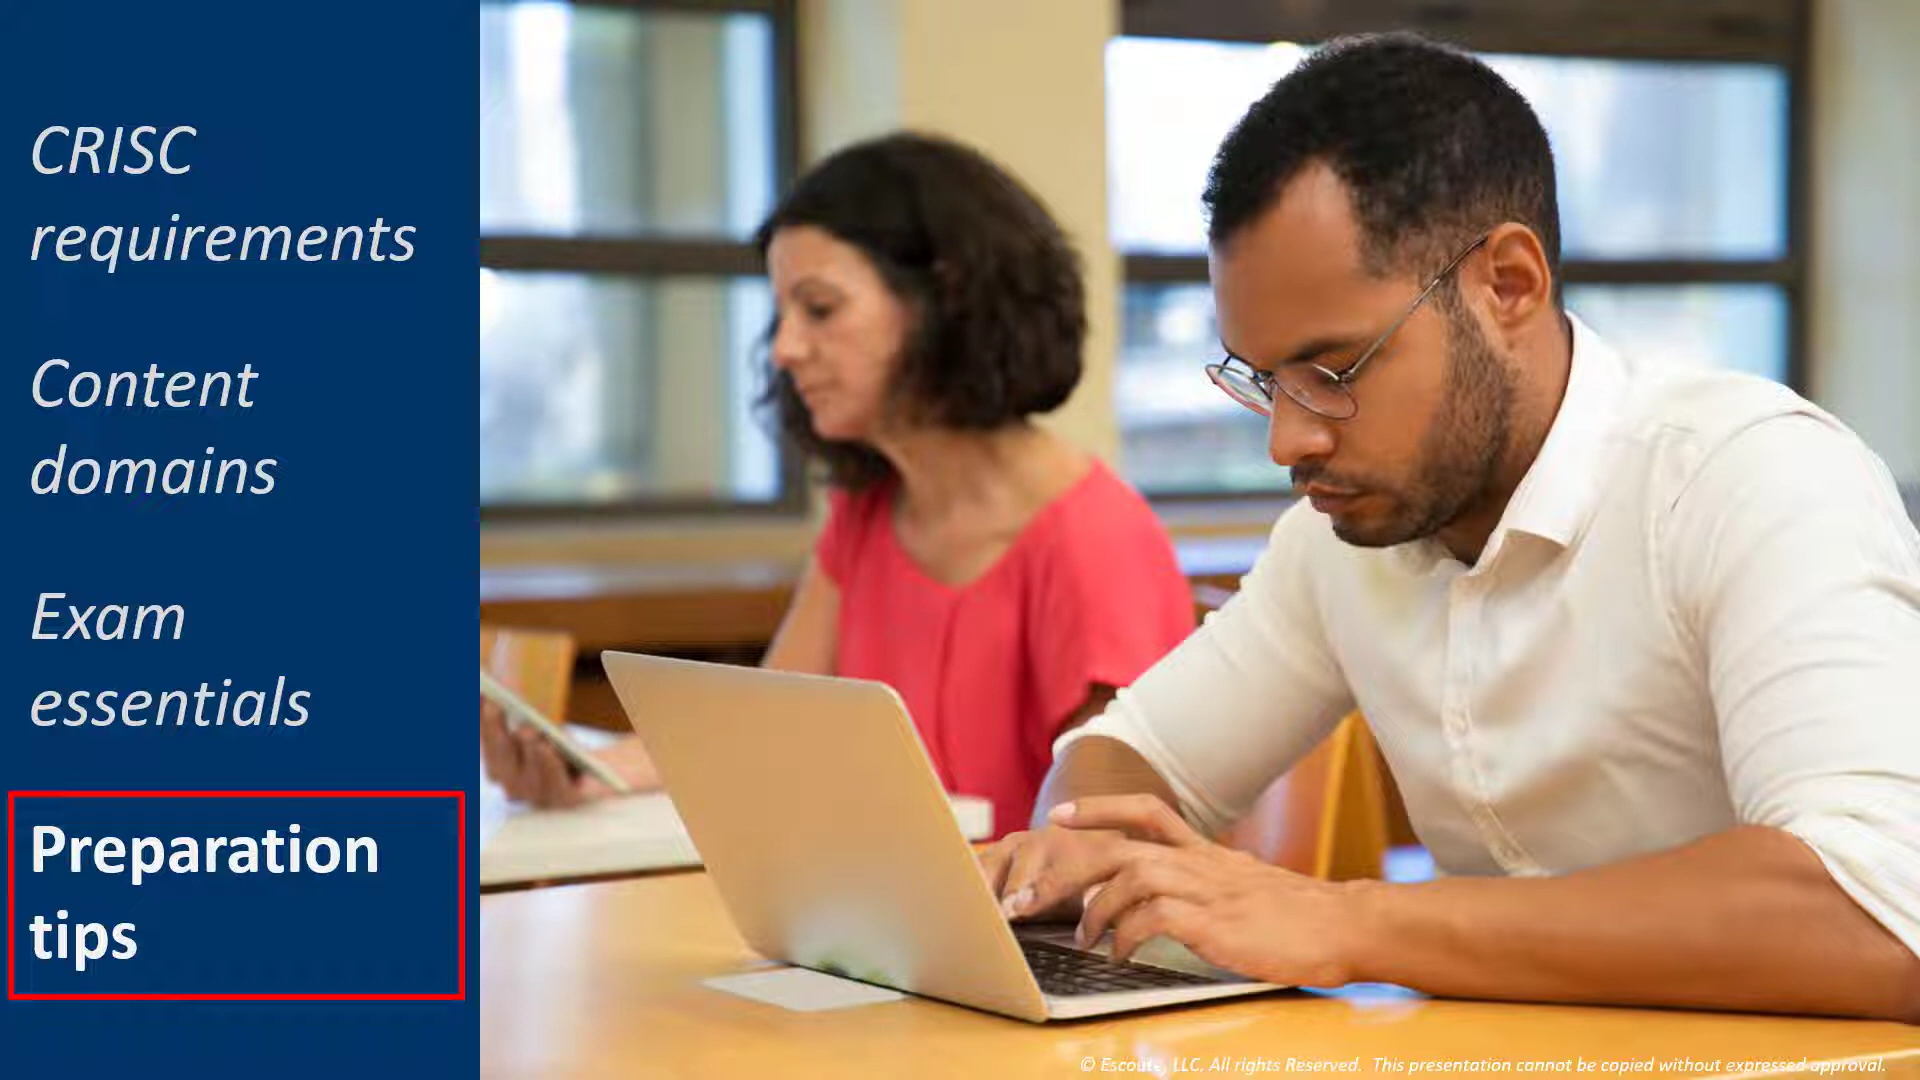 CRISC
requirements
Content
domains
Exam
essentials
Preparation
tips
© Escoute, LLC. All rights Reserved. This presentation cannot be copied without expressed approval.